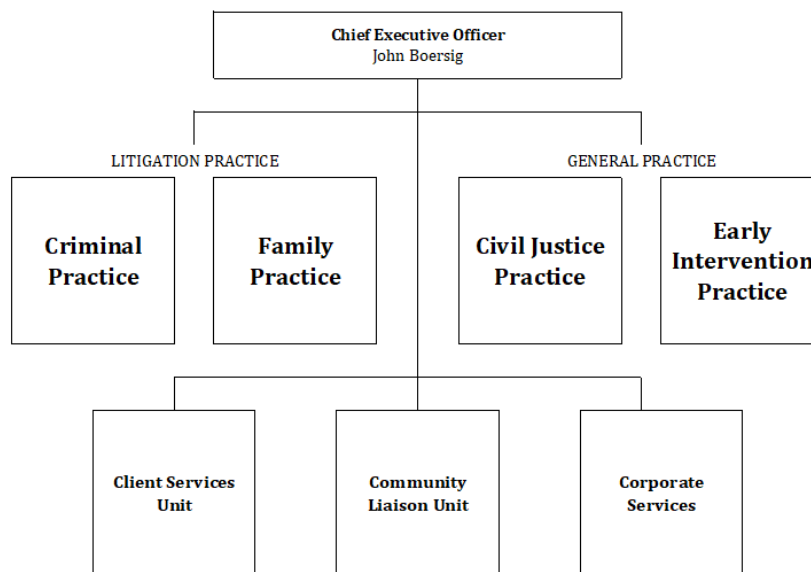 Chief Executive Officer
John Boersig
LITIGATION PRACTICE
GENERAL PRACTICE
Criminal
Practice
Family
Practice
Civil Justice
Practice
Early
Intervention
Practice
Client Services
Unit
Community
Liaison Unit
Corporate
Services